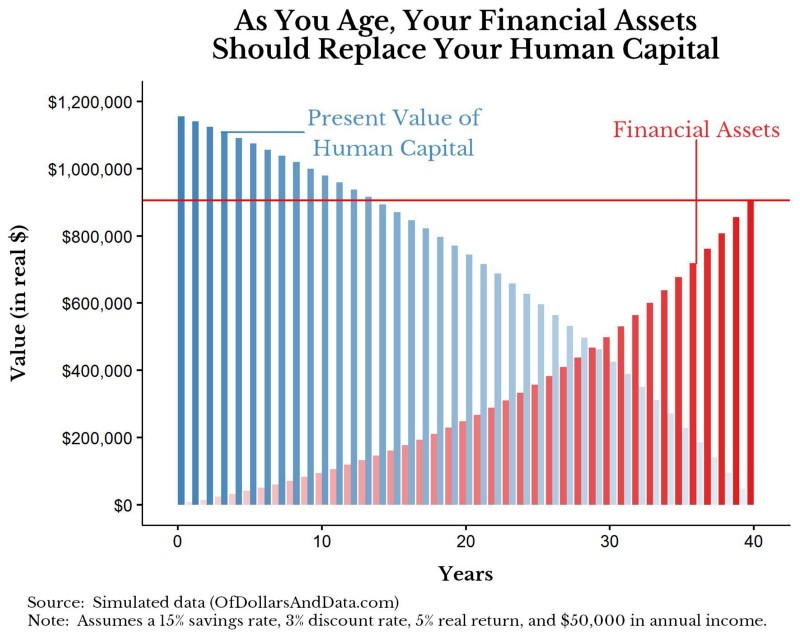 As You Age, Your Financial Assets
Should Replace Your Human Capital
$1,200,000
$1,000,000
$800,000
$600,000
$400,000
$200,000
$0
Value (in real $)
Present Value of
Human Capital
Financial Assets
0
10
20
30
40
Years
Source:  Simulated data (OfDollarsAndData.com)
Note:  Assumes a 15% savings rate, 3% discount rate, 5% real return, and $50,000 in annual income.